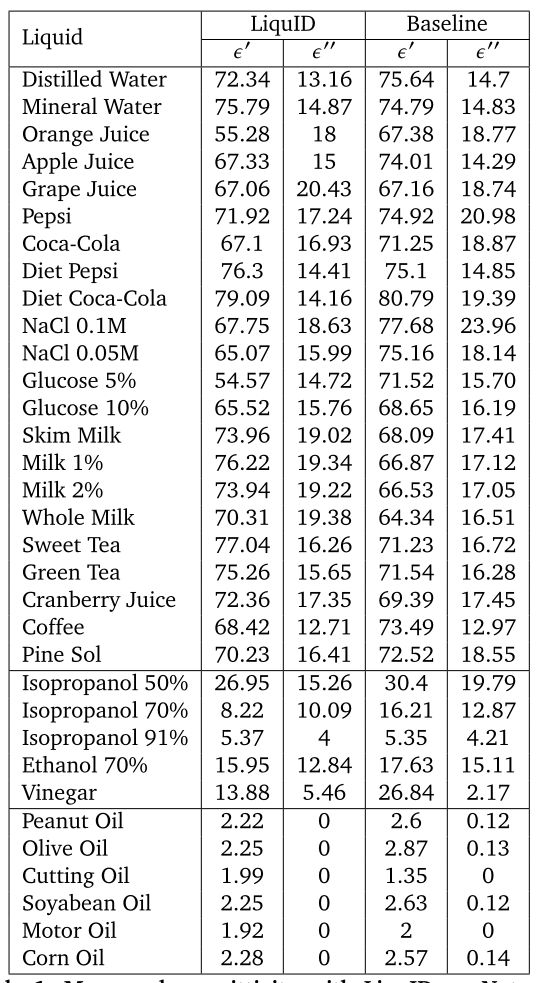 Liquid LiquID Baseline
ϵ′ ϵ′′ ϵ′ ϵ′′
Distilled Water 72.34 13.16 75.64 14.7
Mineral Water 75.79 14.87 74.79 14.83
Orange Juice 55.28 18 67.38 18.77
Apple Juice 67.33 15 74.01 14.29
Grape Juice 67.06 20.43 67.16 18.74
Pepsi 71.92 17.24 74.92 20.98
Coca-Cola 67.1 16.93 71.25 18.87
Diet Pepsi 76.3 14.41 75.1 14.85
Diet Coca-Cola 79.09 14.16 80.79 19.39
NaCl 0.1M 67.75 18.63 77.68 23.96
NaCl 0.05M 65.07 15.99 75.16 18.14
Glucose 5% 54.57 14.72 71.52 15.70
Glucose 10% 65.52 15.76 68.65 16.19
Skim Milk 73.96 19.02 68.09 17.41
Milk 1% 76.22 19.34 66.87 17.12
Milk 2% 73.94 19.22 66.53 17.05
Whole Milk 70.31 19.38 64.34 16.51
Sweet Tea 77.04 16.26 71.23 16.72
Green Tea 75.26 15.65 71.54 16.28
Cranberry Juice 72.36 17.35 69.39 17.45
Coffee 68.42 12.71 73.49 12.97
Pine Sol 70.23 16.41 72.52 18.55
Isopropanol 50% 26.95 15.26 30.4 19.79
Isopropanol 70% 8.22 10.09 16.21 12.87
Isopropanol 91% 5.37 4 5.35 4.21
Ethanol 70% 15.95 12.84 17.63 15.11
Vinegar 13.88 5.46 26.84 2.17
Peanut Oil 2.22 0 2.6 0.12
Olive Oil 2.25 0 2.87 0.13
Cutting Oil 1.99 0 1.35 0
Soyabean Oil 2.25 0 2.63 0.12
Motor Oil 1.92 0 2 0
Corn Oil 2.28 0 2.57 0.14